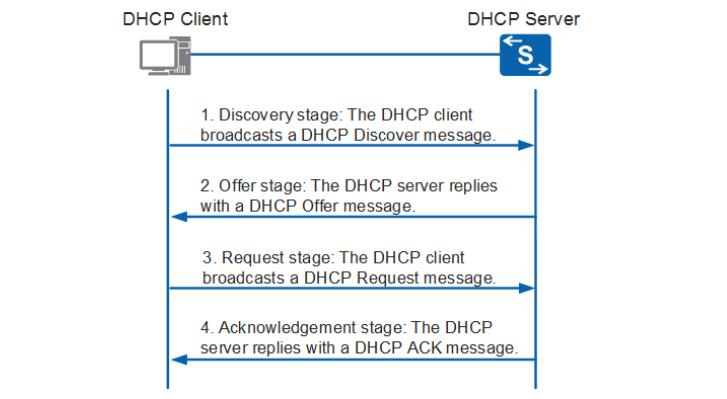 DHCP Client
DHCP Server
S
1. Discovery stage: The DHCP client
broadcasts a DHCP Discover message.
2. Offer stage: The DHCP server replies
with a DHCP Offer message.
3. Request stage: The DHCP client
broadcasts a DHCP Request message.
4. Acknowledgement stage: The DHCP
server replies with a DHCP ACK message.